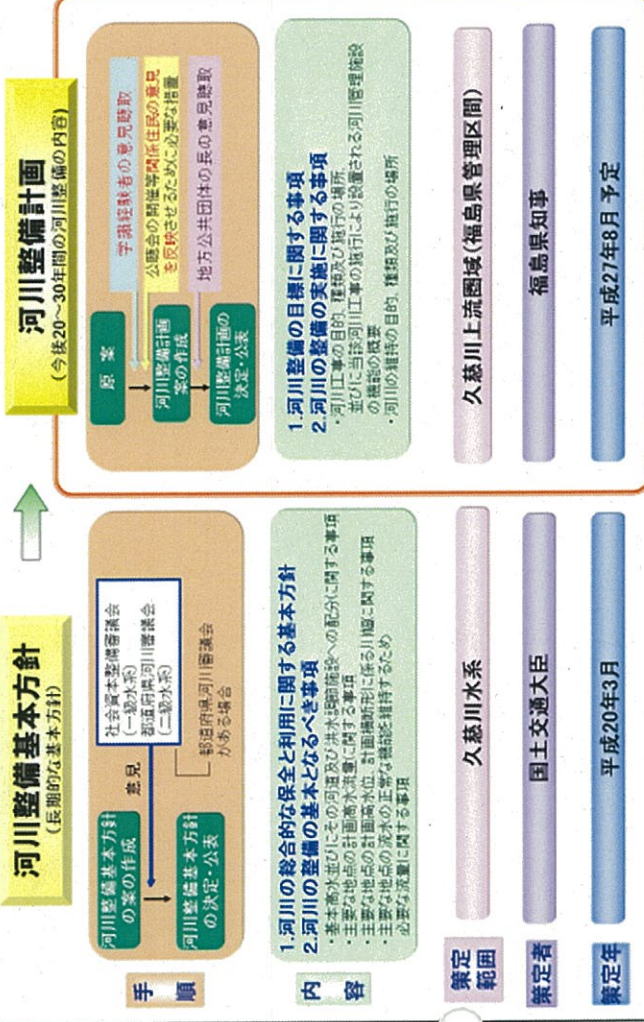 河川整備基本方針
(長期的な基本方針)
河川整備計画
(今後20～30年間の河川整備の内容)
手順
河川整備基本方針
の案の作成
意見
社会資本整備審議会
(一級水系)
都道府県河川審議会
(二級水系)
都道府県河川審議会
がある場合
河川整備基本方針
の決定・公表
原案
学識経験者の意見聴取
河川整備計画
案の作成
公聴会の開催等関係住民の意見
を反映させるために必要な措置
地方公共団体の長の意見聴取
河川整備計画の
決定・公表
内容
1.河川の総合的な保全と利用に関する基本方針
2.河川の整備の基本となるべき事項
・基本高水並びにその河道及び洪水調節施設への配分に関する事項
・主要な地点の計画高水流量に関する事項
・主要な地点の計画高水位、計画横断形に係る川幅に関する事項
・主要な地点の流水の正常な機能を維持するため
必要な流量に関する事項
1.河川整備の目標に関する事項
2.河川の整備の実施に関する事項
・河川工事の目的、種類及び施行の場所、
並びに当該河川工事の施行により設置される河川管理施設
の機能の概要
・河川の維持の目的、種類及び施行の場所
策定
範囲
久慈川水系
久慈川上流圏域(福島県管理区間)
策定者
国土交通大臣
福島県知事
策定年
平成20年3月
平成27年8月 予定